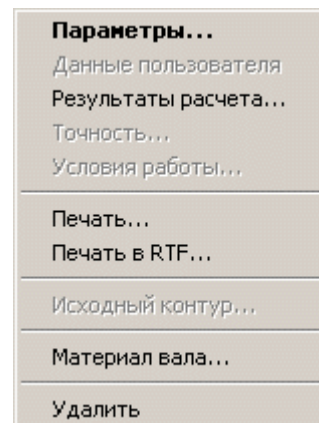 Параметры...
Данные пользователя
Результаты расчета...
Точность...
Условия работы...
Печать...
Печать в RTF...
Исходный контур...
Материал вала...
Удалить